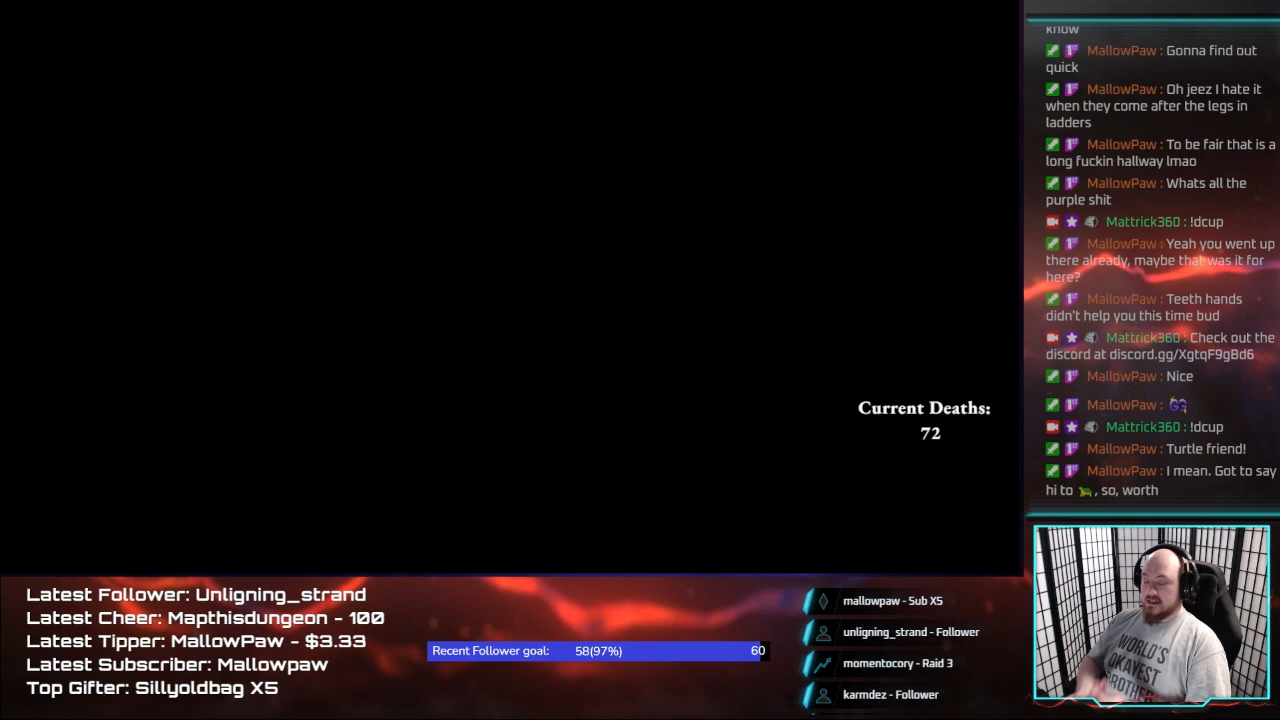 know
MallowPaw : Gonna find out
quick
MallowPaw : Oh jeez I hate it
when they come after the legs in
ladders
MallowPaw : To be fair that is a
long fuckin hallway lmao
MallowPaw : Whats all the
purple shit
Mattrick360 : !dcup
MallowPaw : Yeah you went up
there already, maybe that was it for
here?
MallowPaw : Teeth hands
didn't help you this time bud
Mattrick360 : Check out the
discord at discord.gg/XgtqF9gBd6
MallowPaw : Nice
MallowPaw : GG
Mattrick360 : !dcup
MallowPaw : Turtle friend!
MallowPaw : I mean. Got to say
hi to 🐢, so, worth
Current Deaths:
72
Latest Follower: Unligning_strand
Latest Cheer: Mapthisdungeon - 100
Latest Tipper: MallowPaw - $3.33
Latest Subscriber: Mallowpaw
Top Gifter: Sillyoldbag X5
Recent Follower goal: 58(97%) 60
mallowpaw - Sub X5
unligning_strand - Follower
momentocory - Raid 3
karmdez - Follower
WORLD'S
OKAYEST
BROTHER